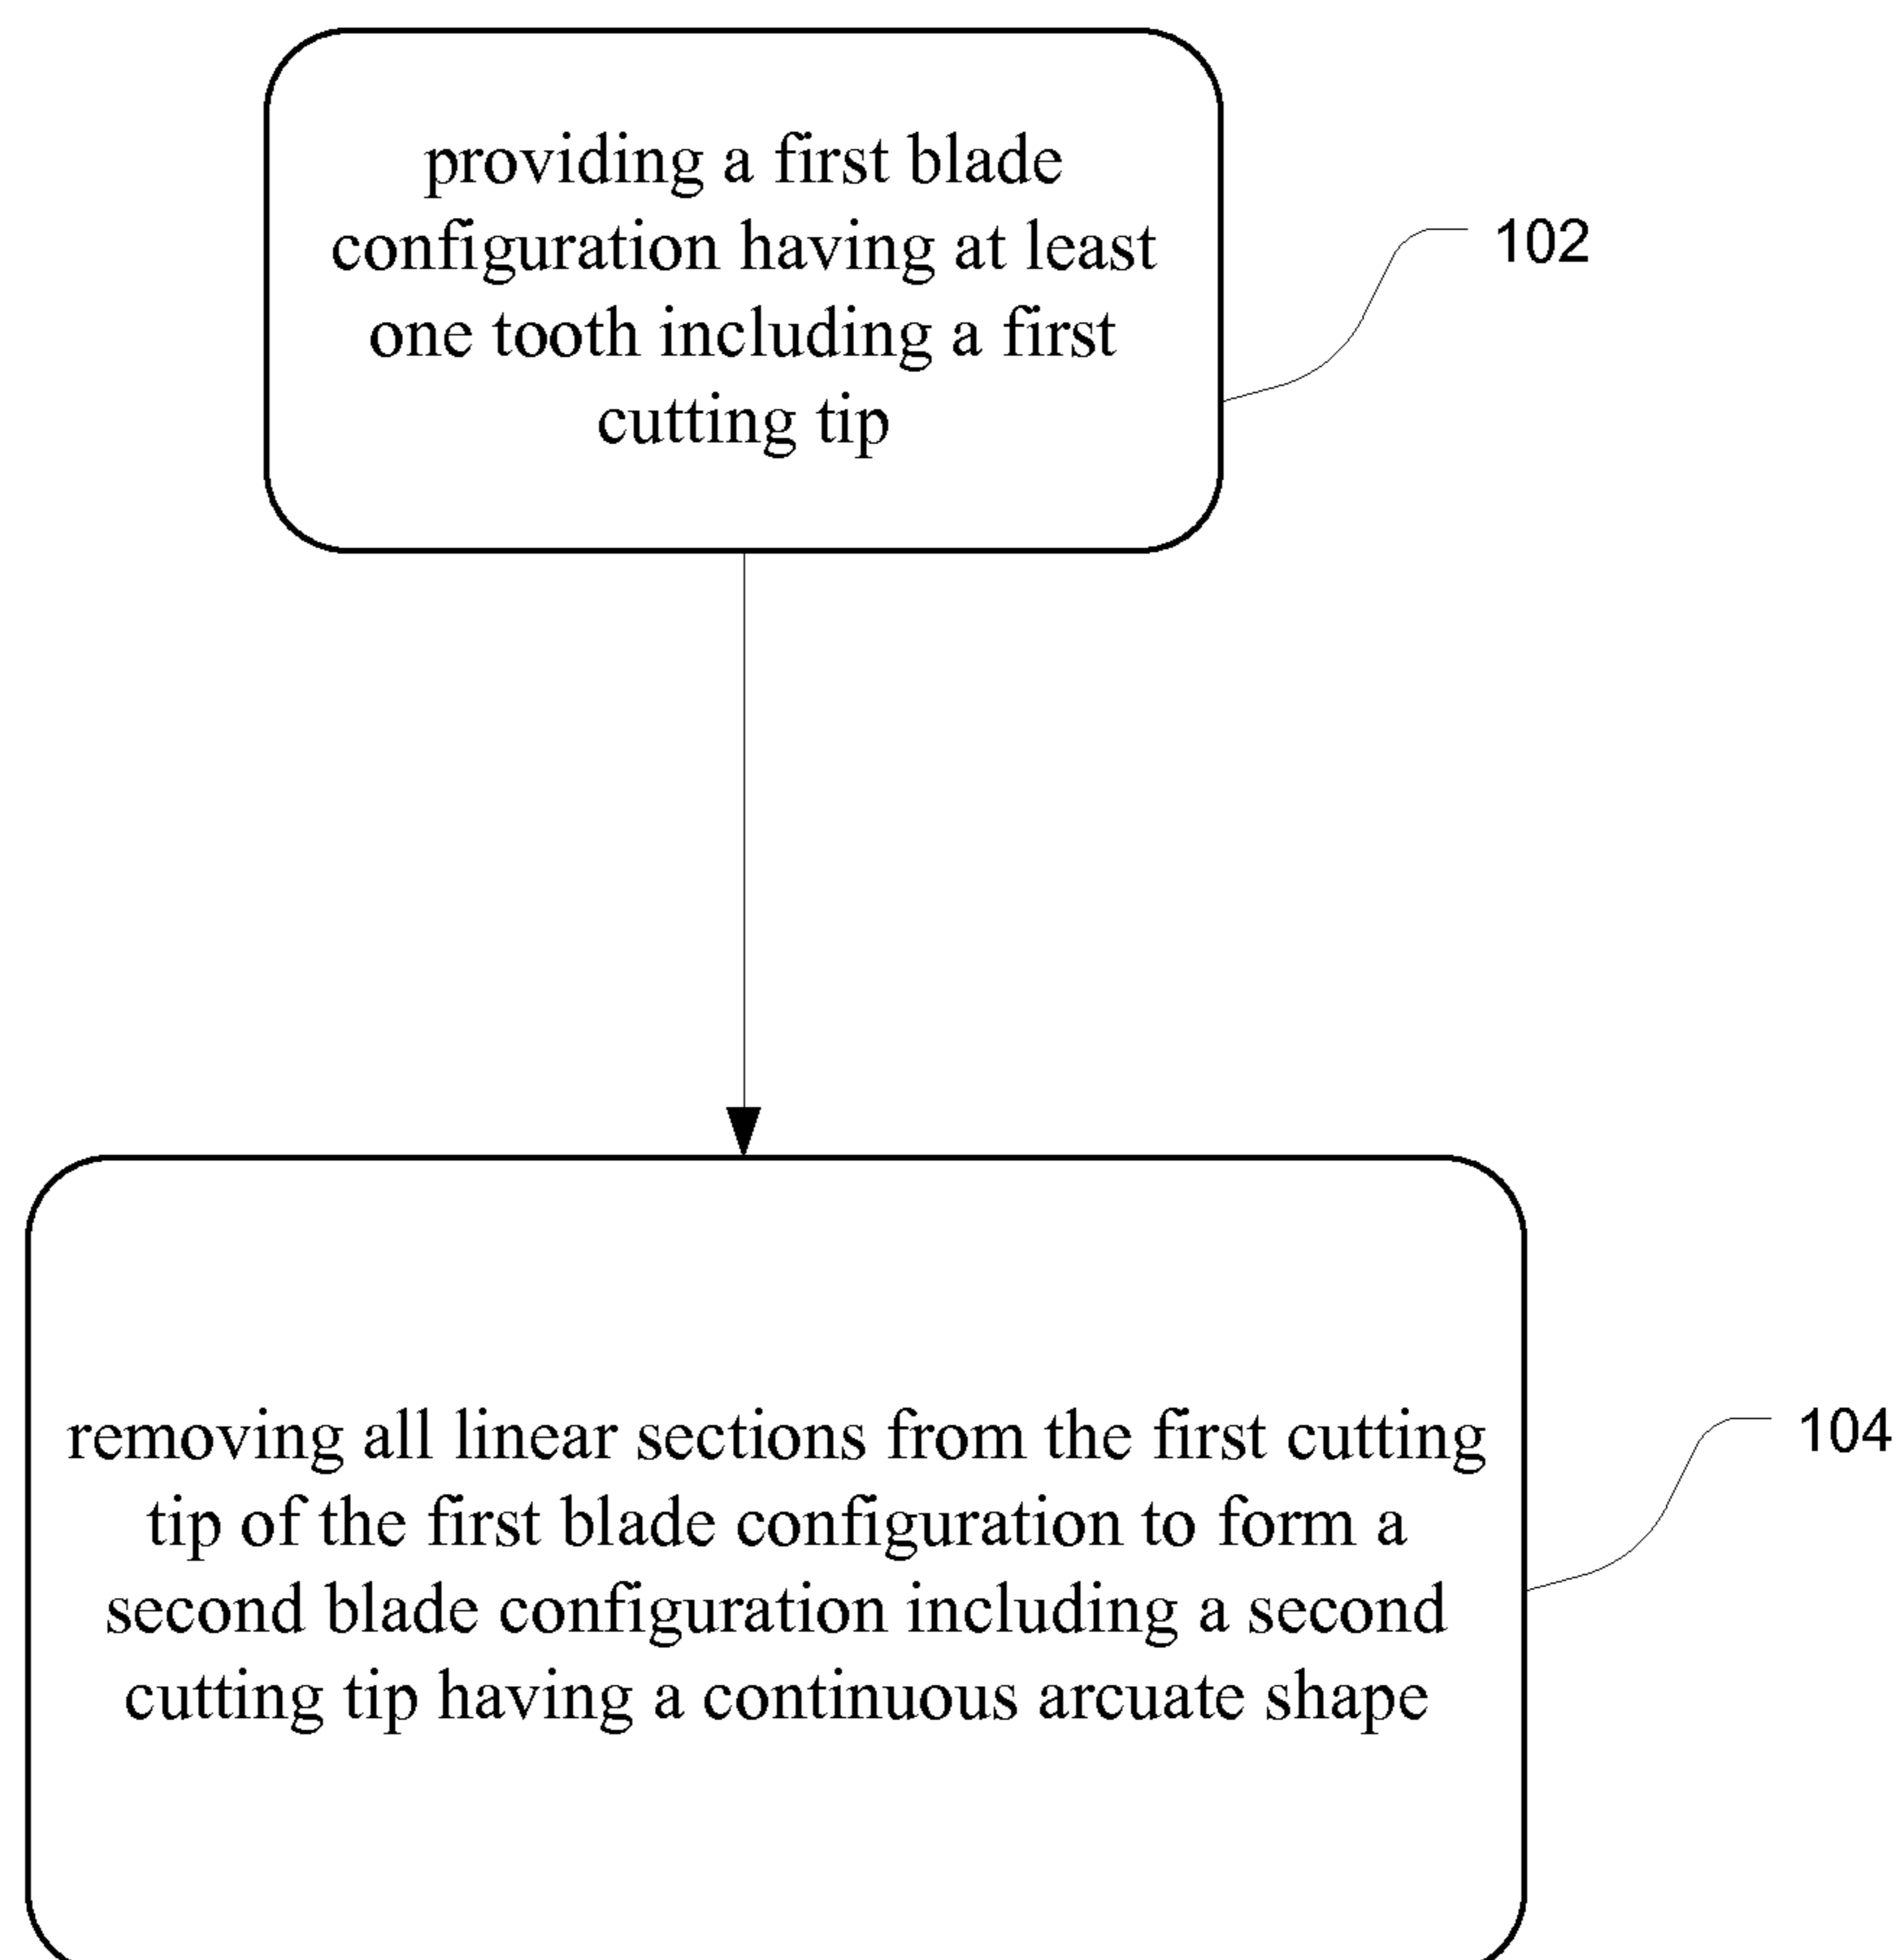 providing a first blade
configuration having at least
one tooth including a first
cutting tip
102
removing all linear sections from the first cutting
tip of the first blade configuration to form a
second blade configuration including a second
cutting tip having a continuous arcuate shape
104